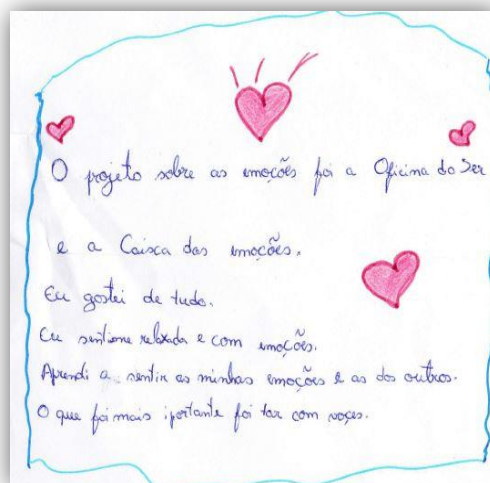 O projeto sobre as emoções foi a Oficina do Ser
e a Caisca das emoções.
Eu gostei de tudo.
Eu sentime relaxada e com emoções.
Aprendi a sentir as minhas emoções e as dos outros.
O que foi mais iportante foi tar com voçes.